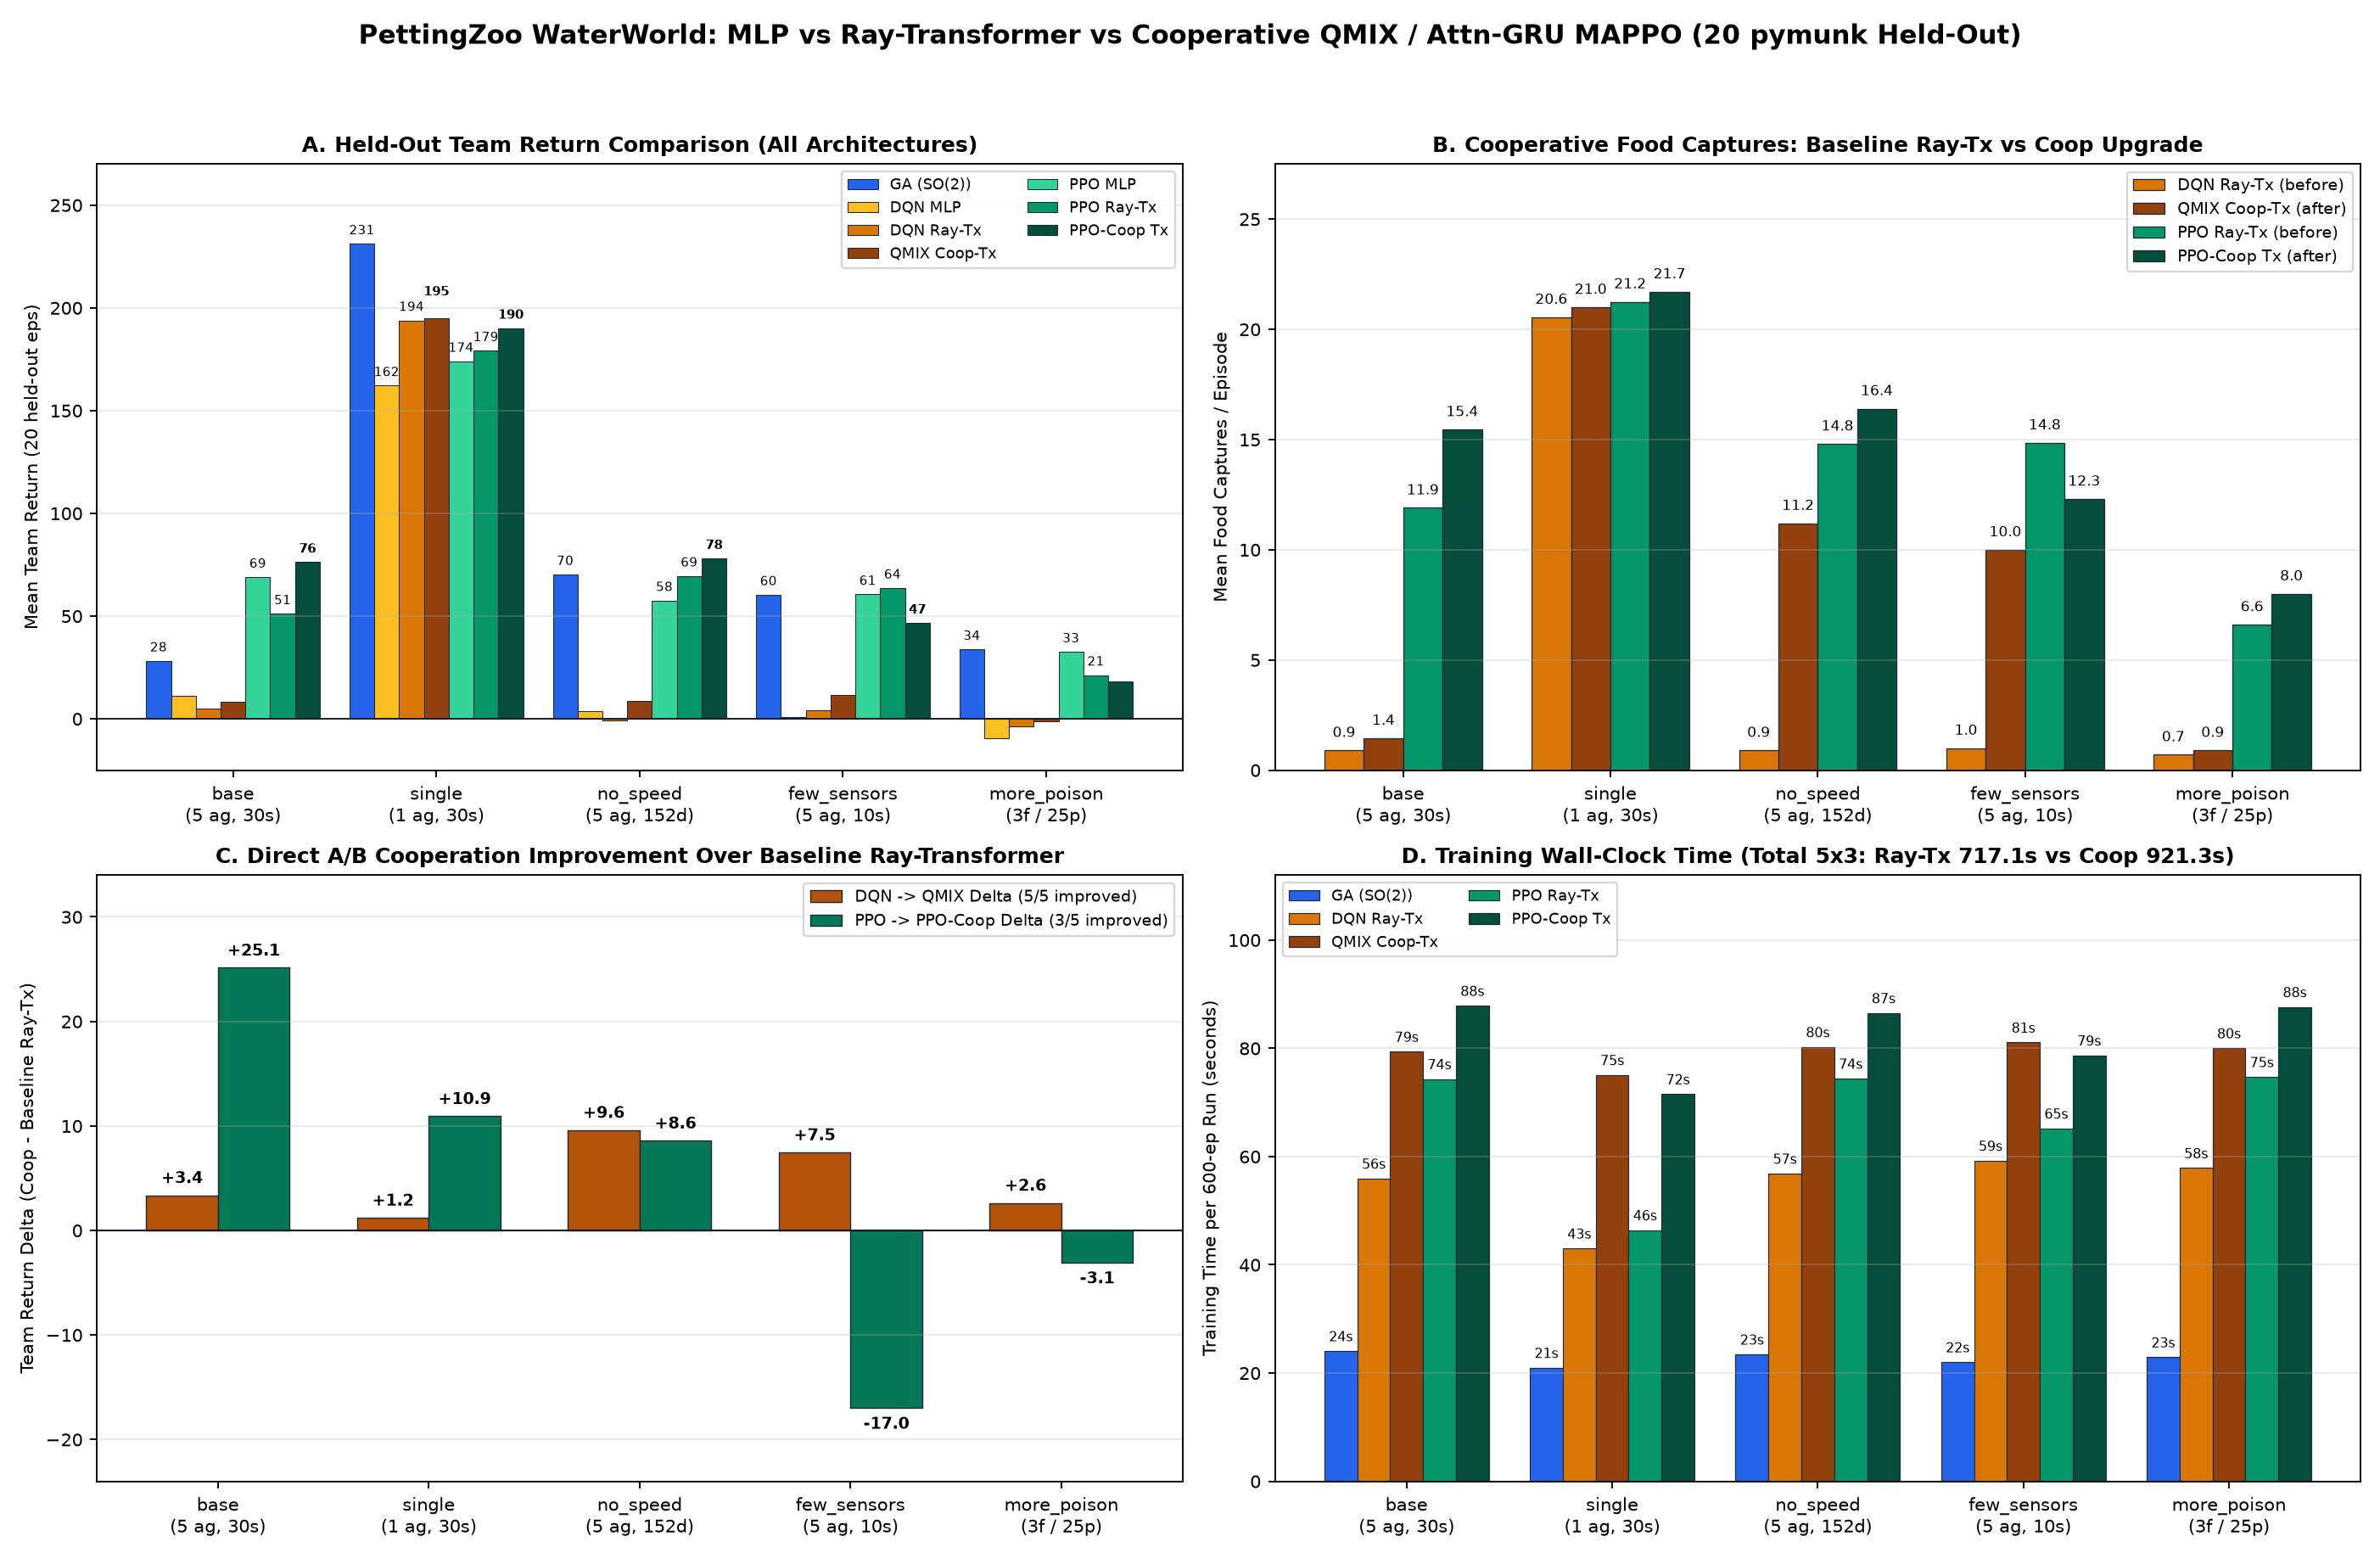 PettingZoo WaterWorld: MLP vs Ray-Transformer vs Cooperative QMIX / Attn-GRU MAPPO (20 pymunk Held-Out)
A. Held-Out Team Return Comparison (All Architectures)
Mean Team Return (20 held-out eps)
250
200
150
100
50
0
GA (SO(2))
DQN MLP
DQN Ray-Tx
QMIX Coop-Tx
PPO MLP
PPO Ray-Tx
PPO-Coop Tx
28
69
51
76
231
162
194
195
174
179
190
70
58
69
78
60
61
64
47
34
33
21
base
(5 ag, 30s)
single
(1 ag, 30s)
no_speed
(5 ag, 152d)
few_sensors
(5 ag, 10s)
more_poison
(3f / 25p)
B. Cooperative Food Captures: Baseline Ray-Tx vs Coop Upgrade
Mean Food Captures / Episode
25
20
15
10
5
0
DQN Ray-Tx (before)
QMIX Coop-Tx (after)
PPO Ray-Tx (before)
PPO-Coop Tx (after)
0.9
1.4
11.9
15.4
20.6
21.0
21.2
21.7
0.9
11.2
14.8
16.4
1.0
10.0
14.8
12.3
0.7
0.9
6.6
8.0
base
(5 ag, 30s)
single
(1 ag, 30s)
no_speed
(5 ag, 152d)
few_sensors
(5 ag, 10s)
more_poison
(3f / 25p)
C. Direct A/B Cooperation Improvement Over Baseline Ray-Transformer
Team Return Delta (Coop - Baseline Ray-Tx)
30
20
10
0
−10
−20
DQN -> QMIX Delta (5/5 improved)
PPO -> PPO-Coop Delta (3/5 improved)
+3.4
+25.1
+1.2
+10.9
+9.6
+8.6
+7.5
-17.0
+2.6
-3.1
base
(5 ag, 30s)
single
(1 ag, 30s)
no_speed
(5 ag, 152d)
few_sensors
(5 ag, 10s)
more_poison
(3f / 25p)
D. Training Wall-Clock Time (Total 5x3: Ray-Tx 717.1s vs Coop 921.3s)
Training Time per 600-ep Run (seconds)
100
80
60
40
20
0
GA (SO(2))
DQN Ray-Tx
QMIX Coop-Tx
PPO Ray-Tx
PPO-Coop Tx
24s
56s
79s
74s
88s
21s
43s
75s
46s
72s
23s
57s
80s
74s
87s
22s
59s
81s
65s
79s
23s
58s
80s
75s
88s
base
(5 ag, 30s)
single
(1 ag, 30s)
no_speed
(5 ag, 152d)
few_sensors
(5 ag, 10s)
more_poison
(3f / 25p)